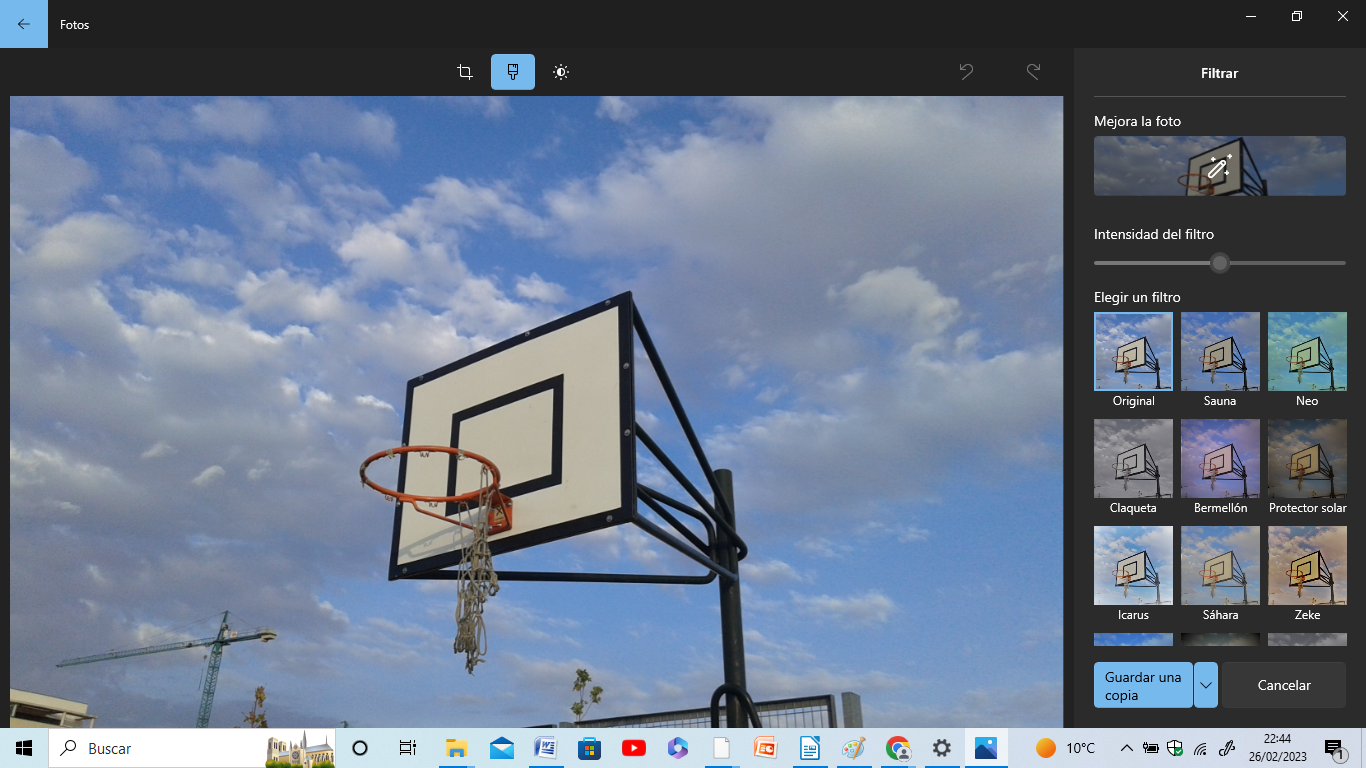 Fotos
Filtrar
Mejora la foto
Intensidad del filtro
Elegir un filtro
Original
Sauna
Neo
Claqueta
Bermellón
Protector solar
Icarus
Sáhara
Zeke
Guardar una
copia
Cancelar
Buscar
10°C
22:44
26/02/2023
1